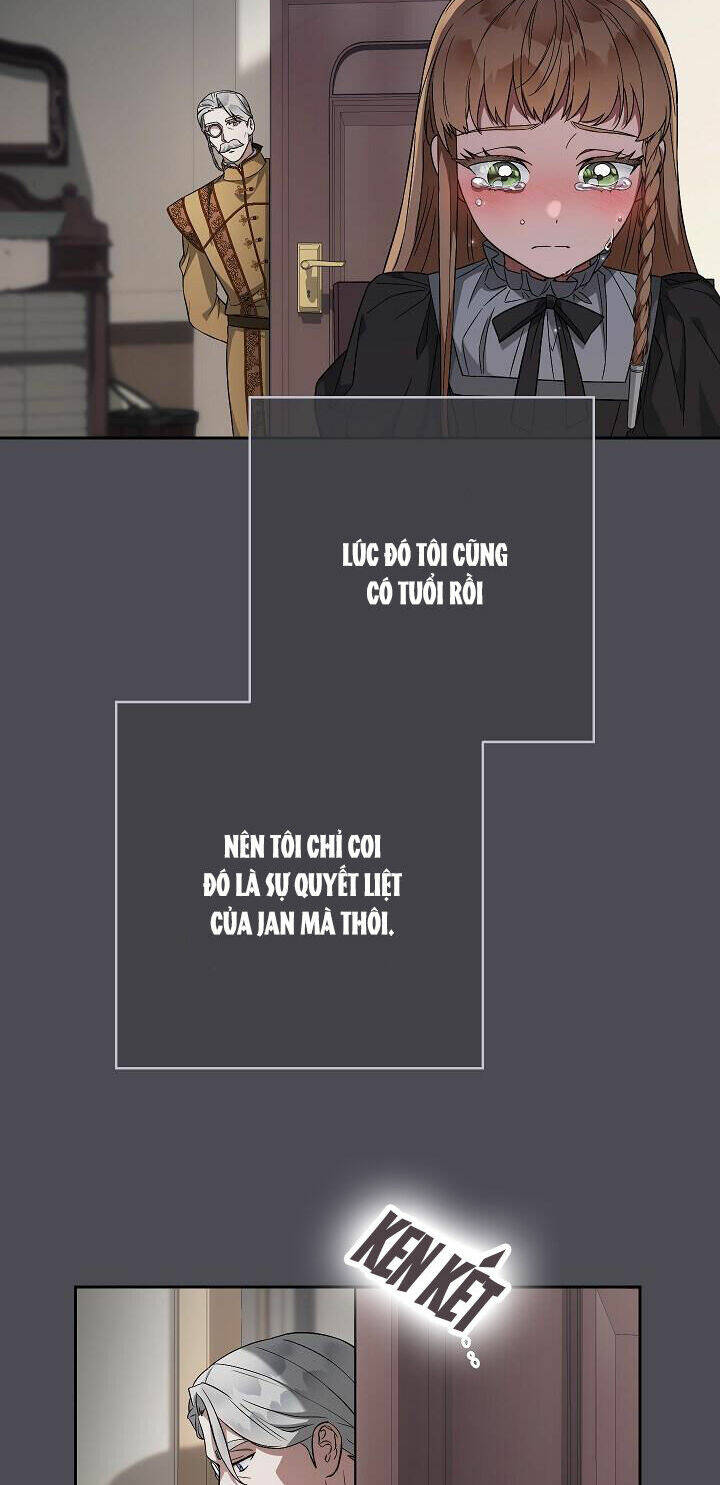 LÚC ĐÓ TÔI CŨNG
CÓ TUỔI RỒI
NÊN TÔI CHỈ COI
ĐÓ LÀ SỰ QUYẾT LIỆT
CỦA JAN MÀ THÔI.
KEN KÉT